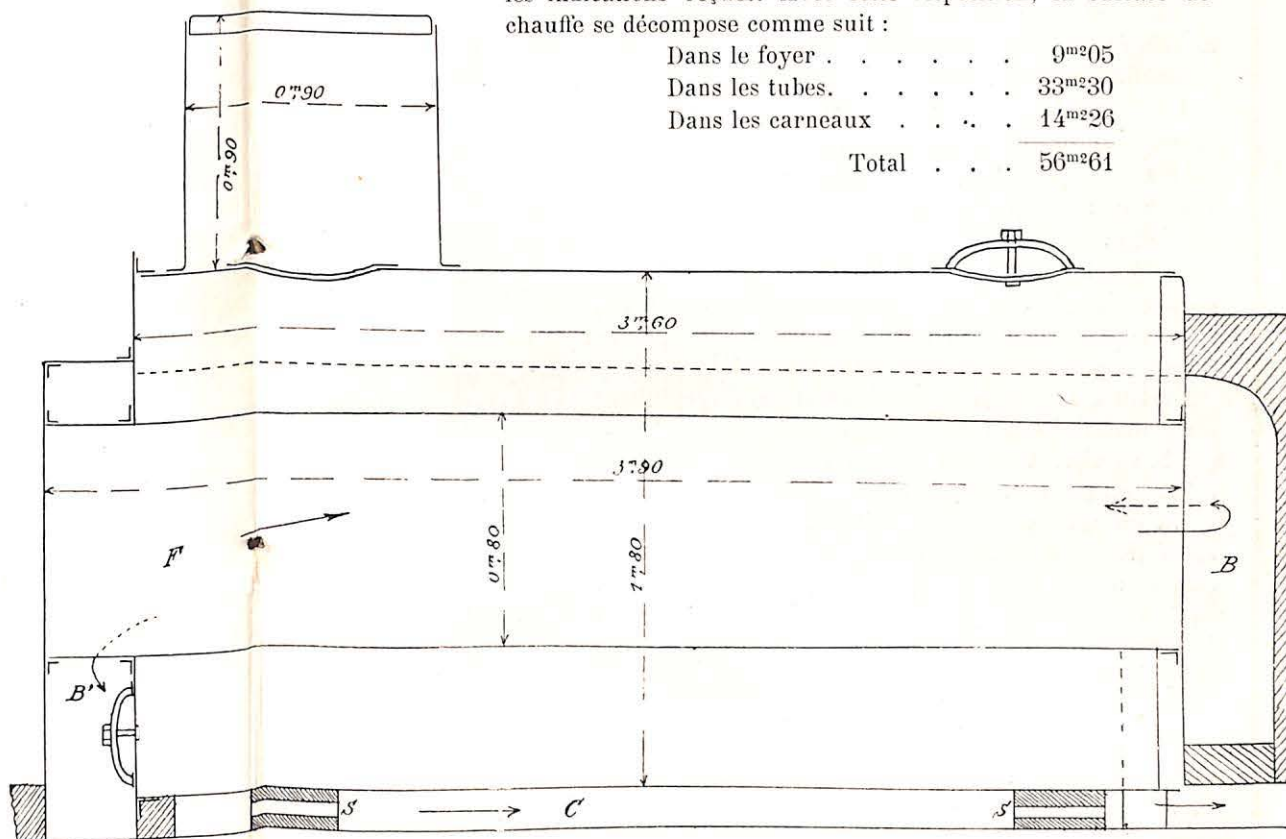 chauffe se décompose comme suit :
Dans le foyer . . . . . . 9m²05
Dans les tubes. . . . . . 33m²30
Dans les carneaux . . . . 14m²26
Total . . . 56m²61
0m90
0m90
3m60
3m90
0m80
1m80
F
B
B'
S
C
S